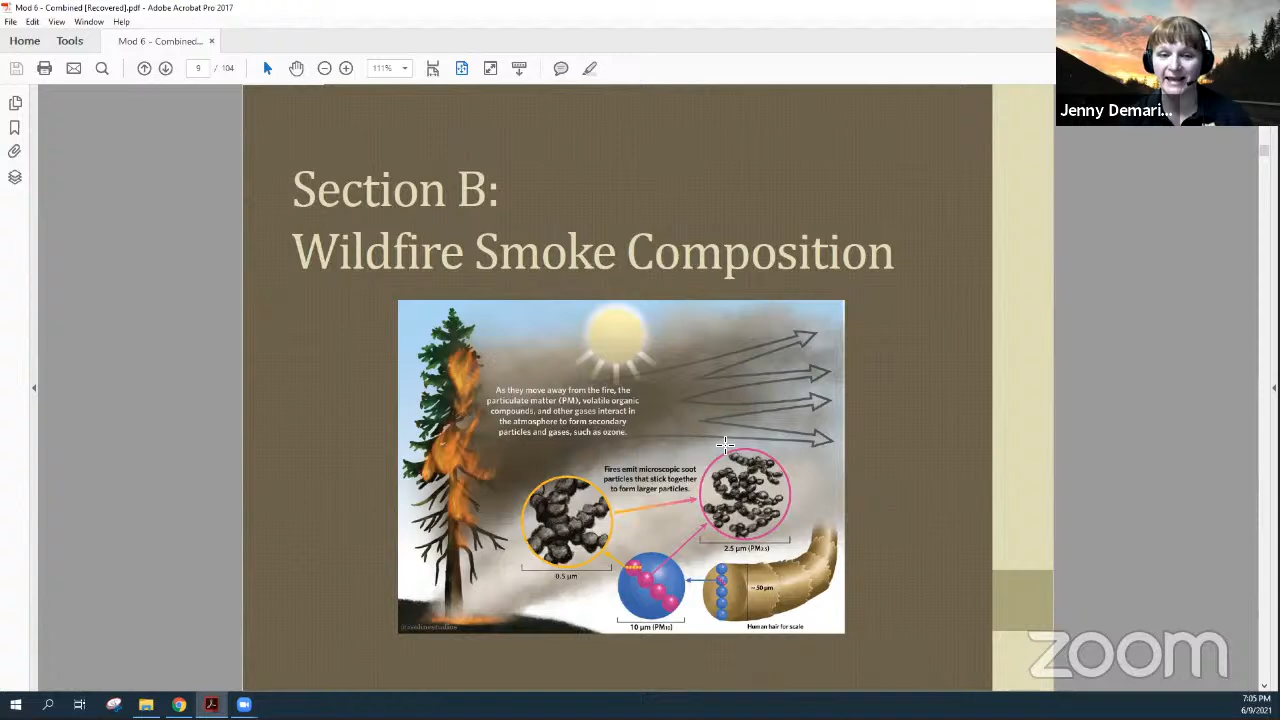 Mod 6 - Combined [Recovered].pdf - Adobe Acrobat Pro 2017
File Edit View Window Help
Home Tools Mod 6 - Combined... ×
9 / 104 111%
Jenny Demari...
Section B:
Wildfire Smoke Composition
As they move away from the fire, the
particulate matter (PM), volatile organic
compounds, and other gases interact in
the atmosphere to form secondary
particles and gases, such as ozone.
Fires emit microscopic soot
particles that stick together
to form larger particles.
2.5 µm (PM2.5)
0.5 µm
~50 µm
10 µm (PM10)
Human hair for scale
zoom
7:05 PM
6/9/2021